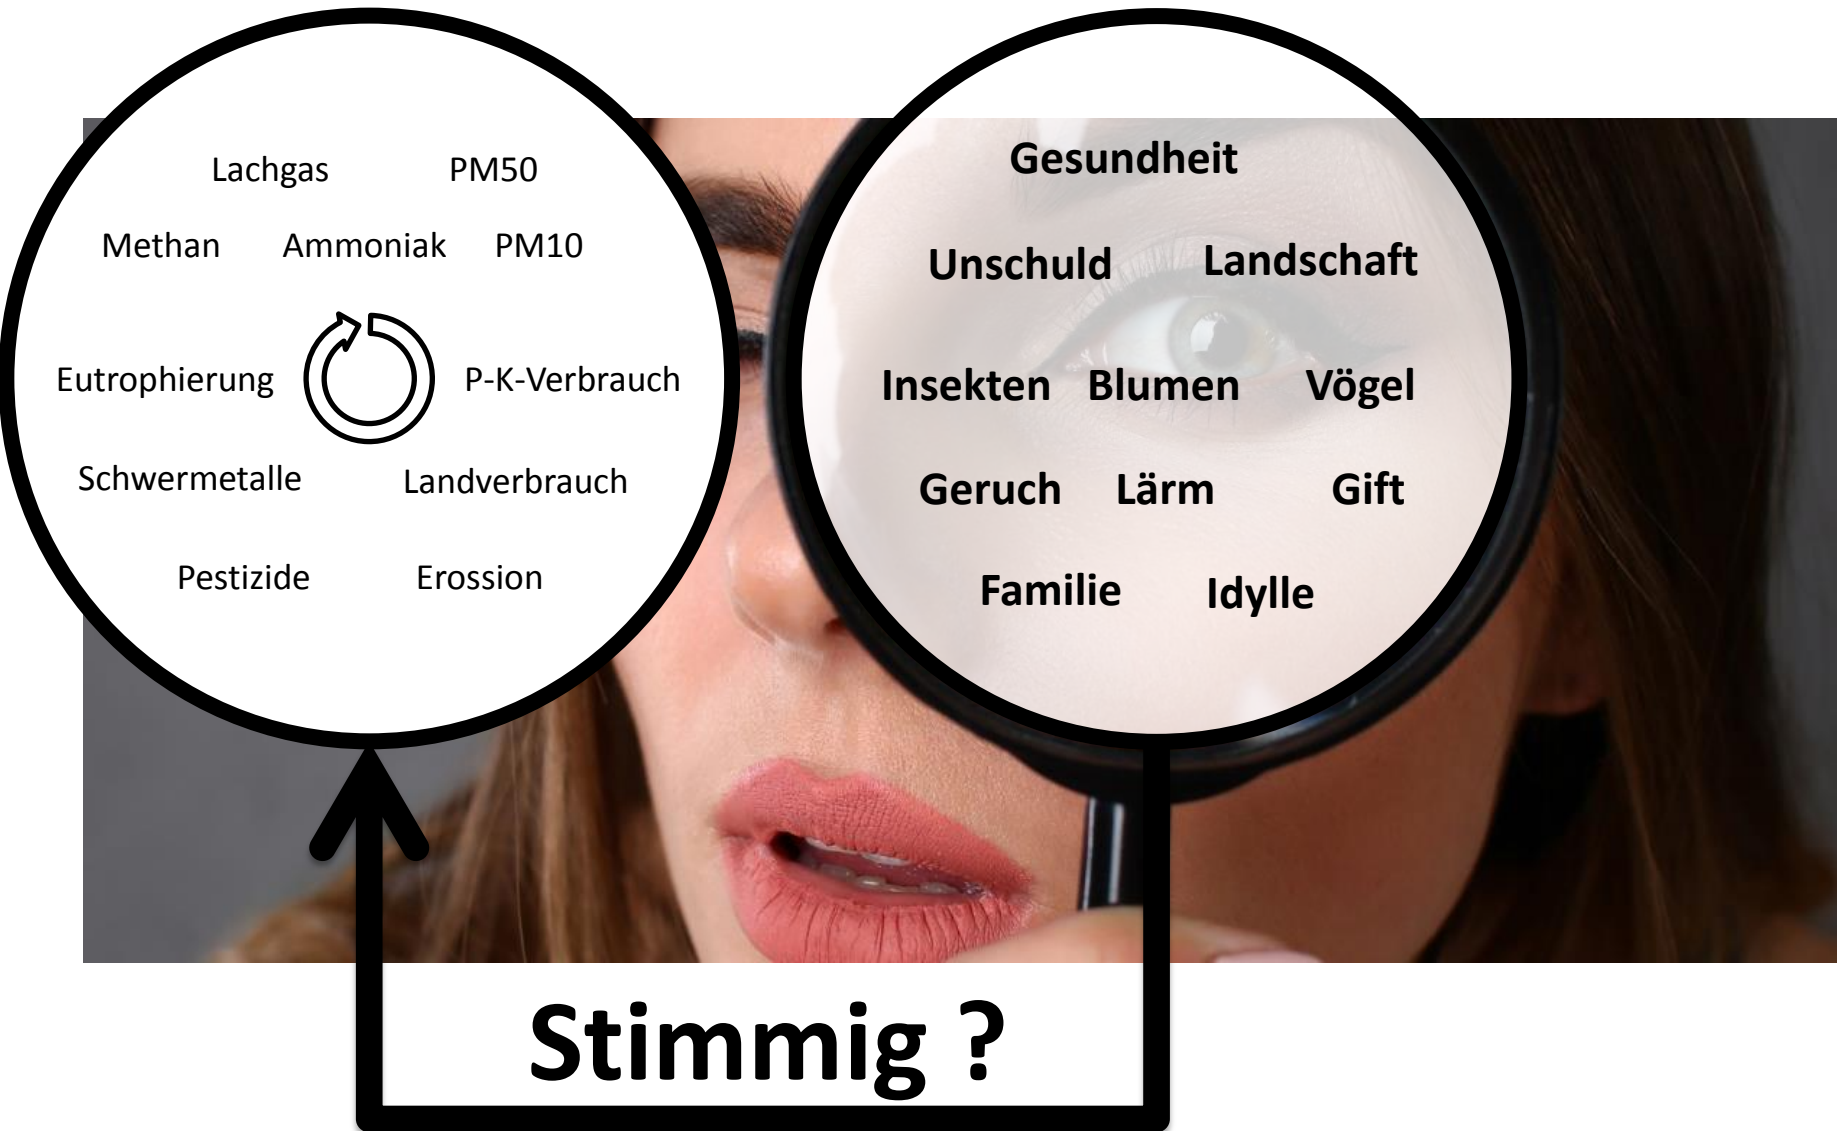 Lachgas PM50
Methan Ammoniak PM10
Eutrophierung P-K-Verbrauch
Schwermetalle Landverbrauch
Pestizide Erossion
Gesundheit
Unschuld Landschaft
Insekten Blumen Vögel
Geruch Lärm Gift
Familie Idylle
Stimmig ?